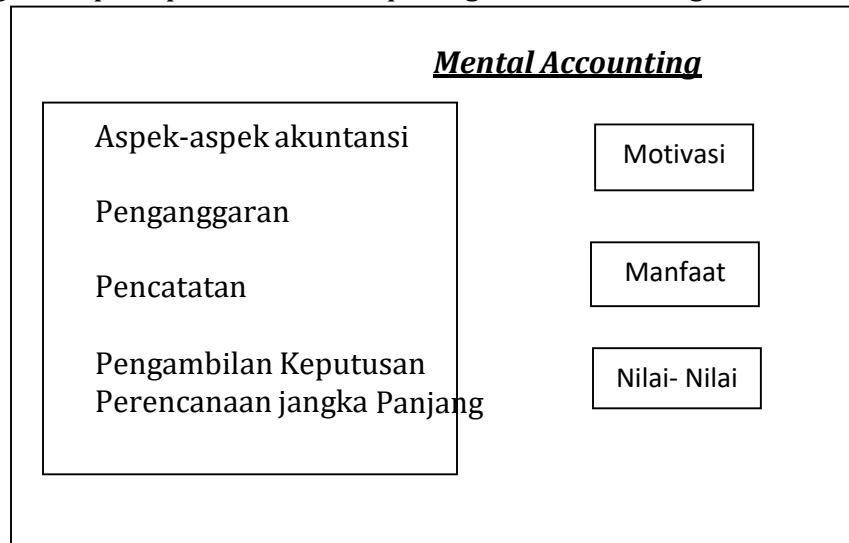 Mental Accounting
Aspek-aspek akuntansi
Motivasi
Penganggaran
Manfaat
Pencatatan
Pengambilan Keputusan
Perencanaan jangka Panjang
Nilai- Nilai